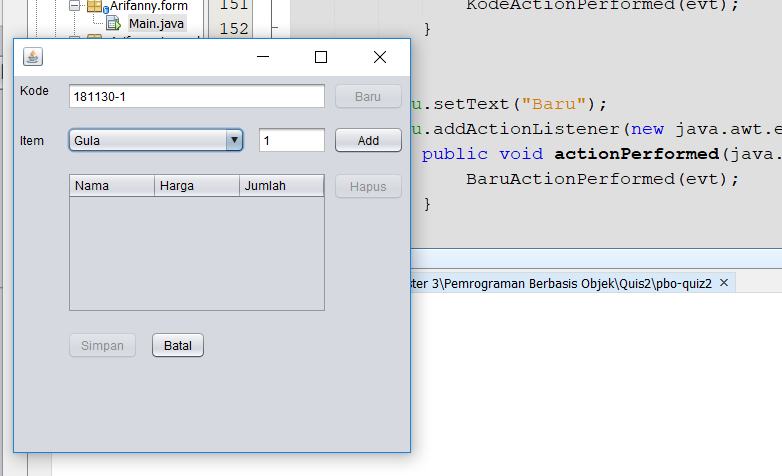 Arifanny.form
Main.java
151
KodeActionPerformed(evt);
152
}
Kode
181130-1
Baru
.setText("Baru");
.addActionListener(new java.awt.e
Item
Gula
1
Add
public void actionPerformed(java.
BaruActionPerformed(evt);
}
Nama
Harga
Jumlah
Hapus
ster 3\Pemrograman Berbasis Objek\Quis2\pbo-quiz2
Simpan
Batal